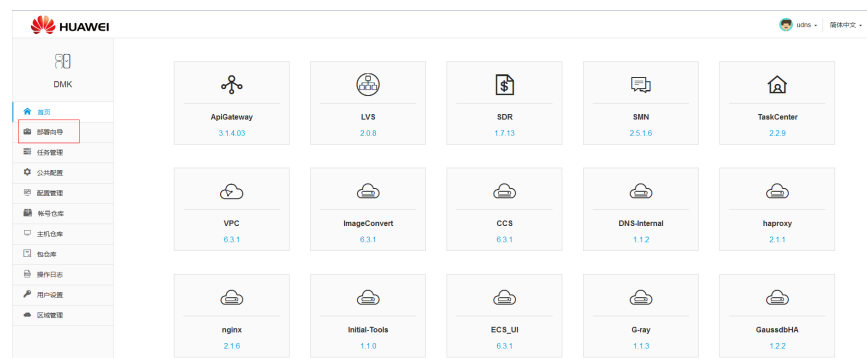 HUAWEI
udns
简体中文
DMK
首页
部署向导
任务管理
公共配置
配置管理
帐号仓库
主机仓库
包仓库
操作日志
用户设置
区域管理
ApiGateway
3.1.4.03
LVS
2.0.8
SDR
1.7.13
SMN
2.5.1.6
TaskCenter
2.2.9
VPC
6.3.1
ImageConvert
6.3.1
CCS
6.3.1
DNS-Internal
1.1.2
haproxy
2.1.1
nginx
2.1.6
Initial-Tools
1.1.0
ECS_UI
6.3.1
G-ray
1.1.3
GaussdbHA
1.2.2